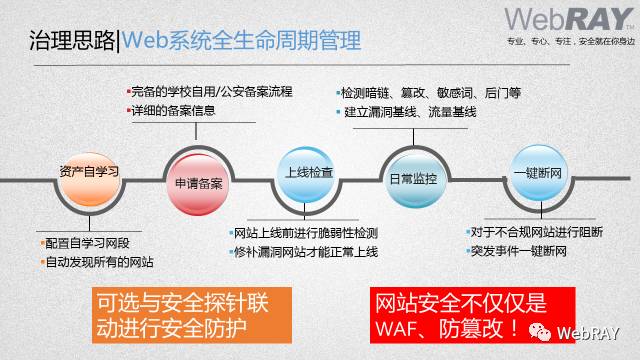 WebRAY
专业、专心、专注，安全就在你身边
治理思路|Web系统全生命周期管理
完备的学校自用/公安备案流程
详细的备案信息
检测暗链、篡改、敏感词、后门等
建立漏洞基线、流量基线
资产自学习
申请备案
上线检查
日常监控
一键断网
配置自学习网段
自动发现所有的网站
网站上线前进行脆弱性检测
修补漏洞网站才能正常上线
对于不合规网站进行阻断
突发事件一键断网
可选与安全探针联
动进行安全防护
网站安全不仅仅是
WAF、防篡改！
WebRAY